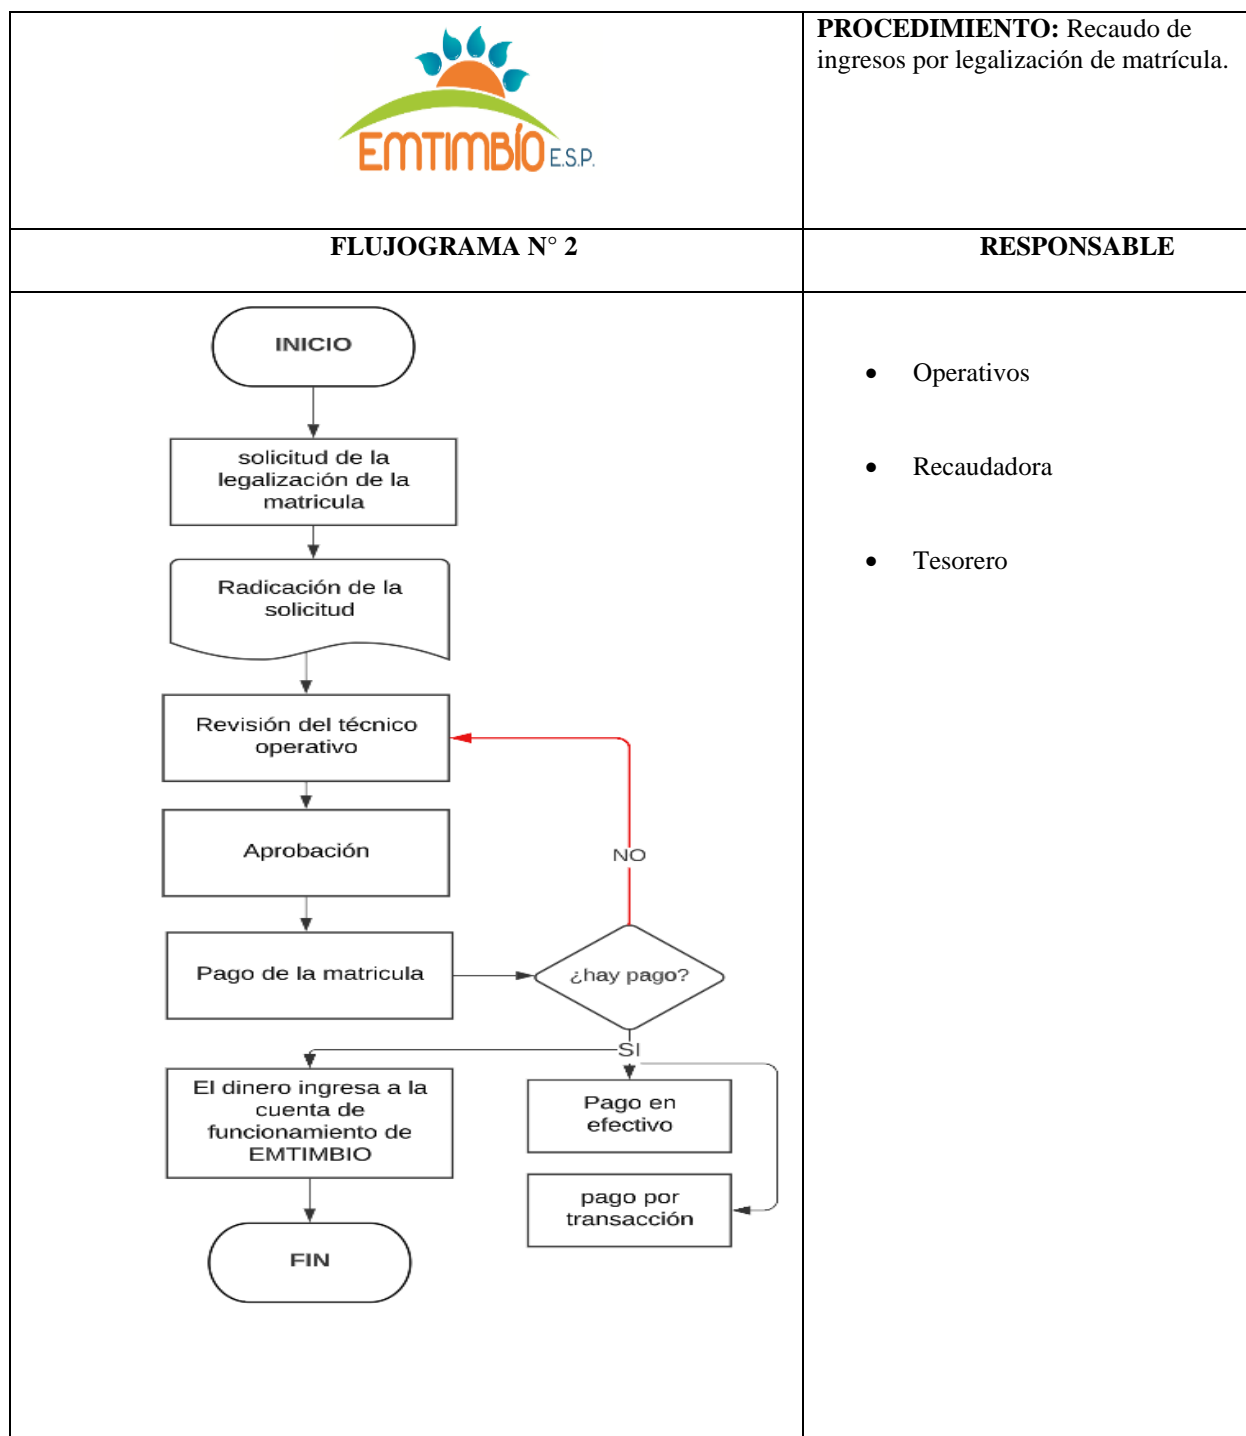 EMTIMBÍO E.S.P.
PROCEDIMIENTO: Recaudo de
ingresos por legalización de matrícula.
FLUJOGRAMA N° 2
RESPONSABLE
INICIO
solicitud de la
legalización de la
matricula
Radicación de la
solicitud
Revisión del técnico
operativo
Aprobación
NO
Pago de la matricula
¿hay pago?
SI
El dinero ingresa a la
cuenta de
funcionamiento de
EMTIMBIO
Pago en
efectivo
pago por
transacción
FIN
• Operativos
• Recaudadora
• Tesorero